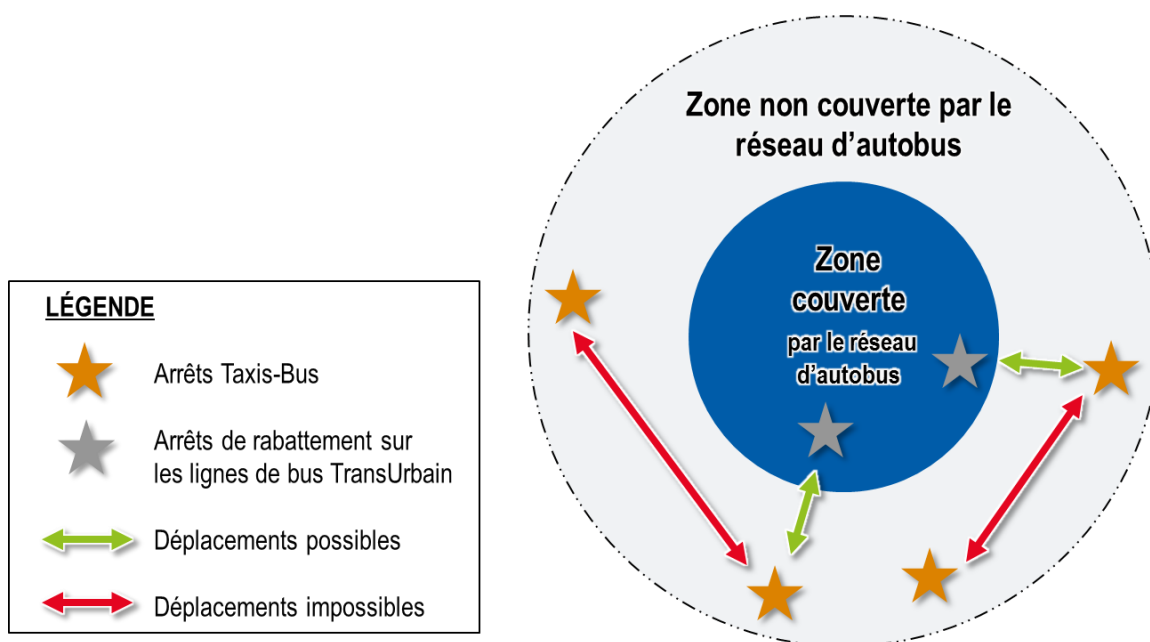 Zone non couverte par le
réseau d’autobus
Zone
couverte
par le réseau
d’autobus
LÉGENDE
Arrêts Taxis-Bus
Arrêts de rabattement sur
les lignes de bus TransUrbain
Déplacements possibles
Déplacements impossibles